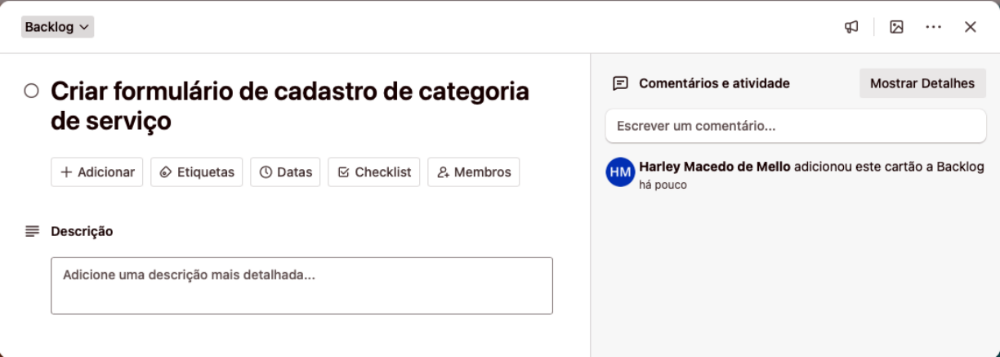 Backlog
Criar formulário de cadastro de categoria
de serviço
Adicionar
Etiquetas
Datas
Checklist
Membros
Descrição
Adicione uma descrição mais detalhada...
Comentários e atividade
Mostrar Detalhes
Escrever um comentário...
HM
Harley Macedo de Mello adicionou este cartão a Backlog
há pouco